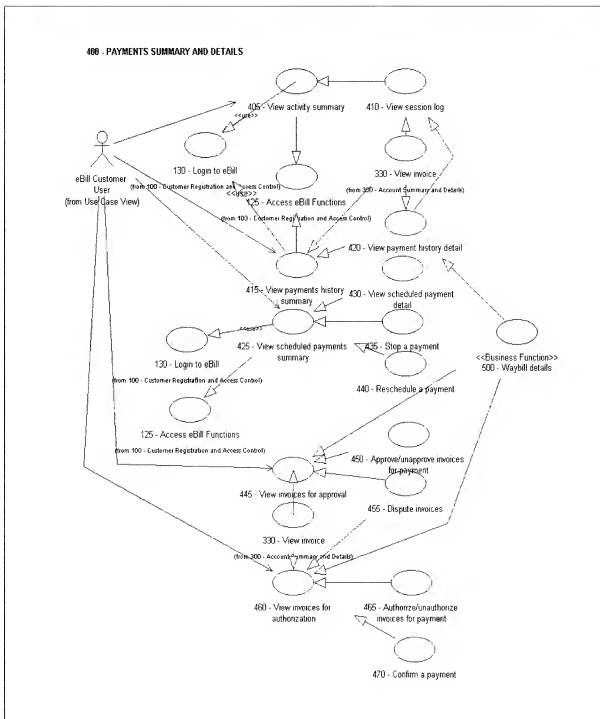 400 - PAYMENTS SUMMARY AND DETAILS
405 - View activity summary
410 - View session log
<<use>>
130 - Login to eBill
330 - View invoice
eBill Customer
User
(from Use Case View)
(from 100 - Customer Registration and Access Control)
(from 300 - Account Summary and Details)
<<use>>
125 - Access eBill Functions
(from 100 - Customer Registration and Access Control)
420 - View payment history detail
415 - View payments history
summary
430 - View scheduled payment
detail
<<use>>
130 - Login to eBill
425 - View scheduled payments
summary
435 - Stop a payment
<<Business Function>>
500 - Waybill details
(from 100 - Customer Registration and Access Control)
440 - Reschedule a payment
125 - Access eBill Functions
(from 100 - Customer Registration and Access Control)
450 - Approve/unapprove invoices
for payment
445 - View invoices for approval
455 - Dispute invoices
330 - View invoice
(from 300 - Account Summary and Details)
460 - View invoices for
authorization
465 - Authorize/unauthorize
invoices for payment
470 - Confirm a payment